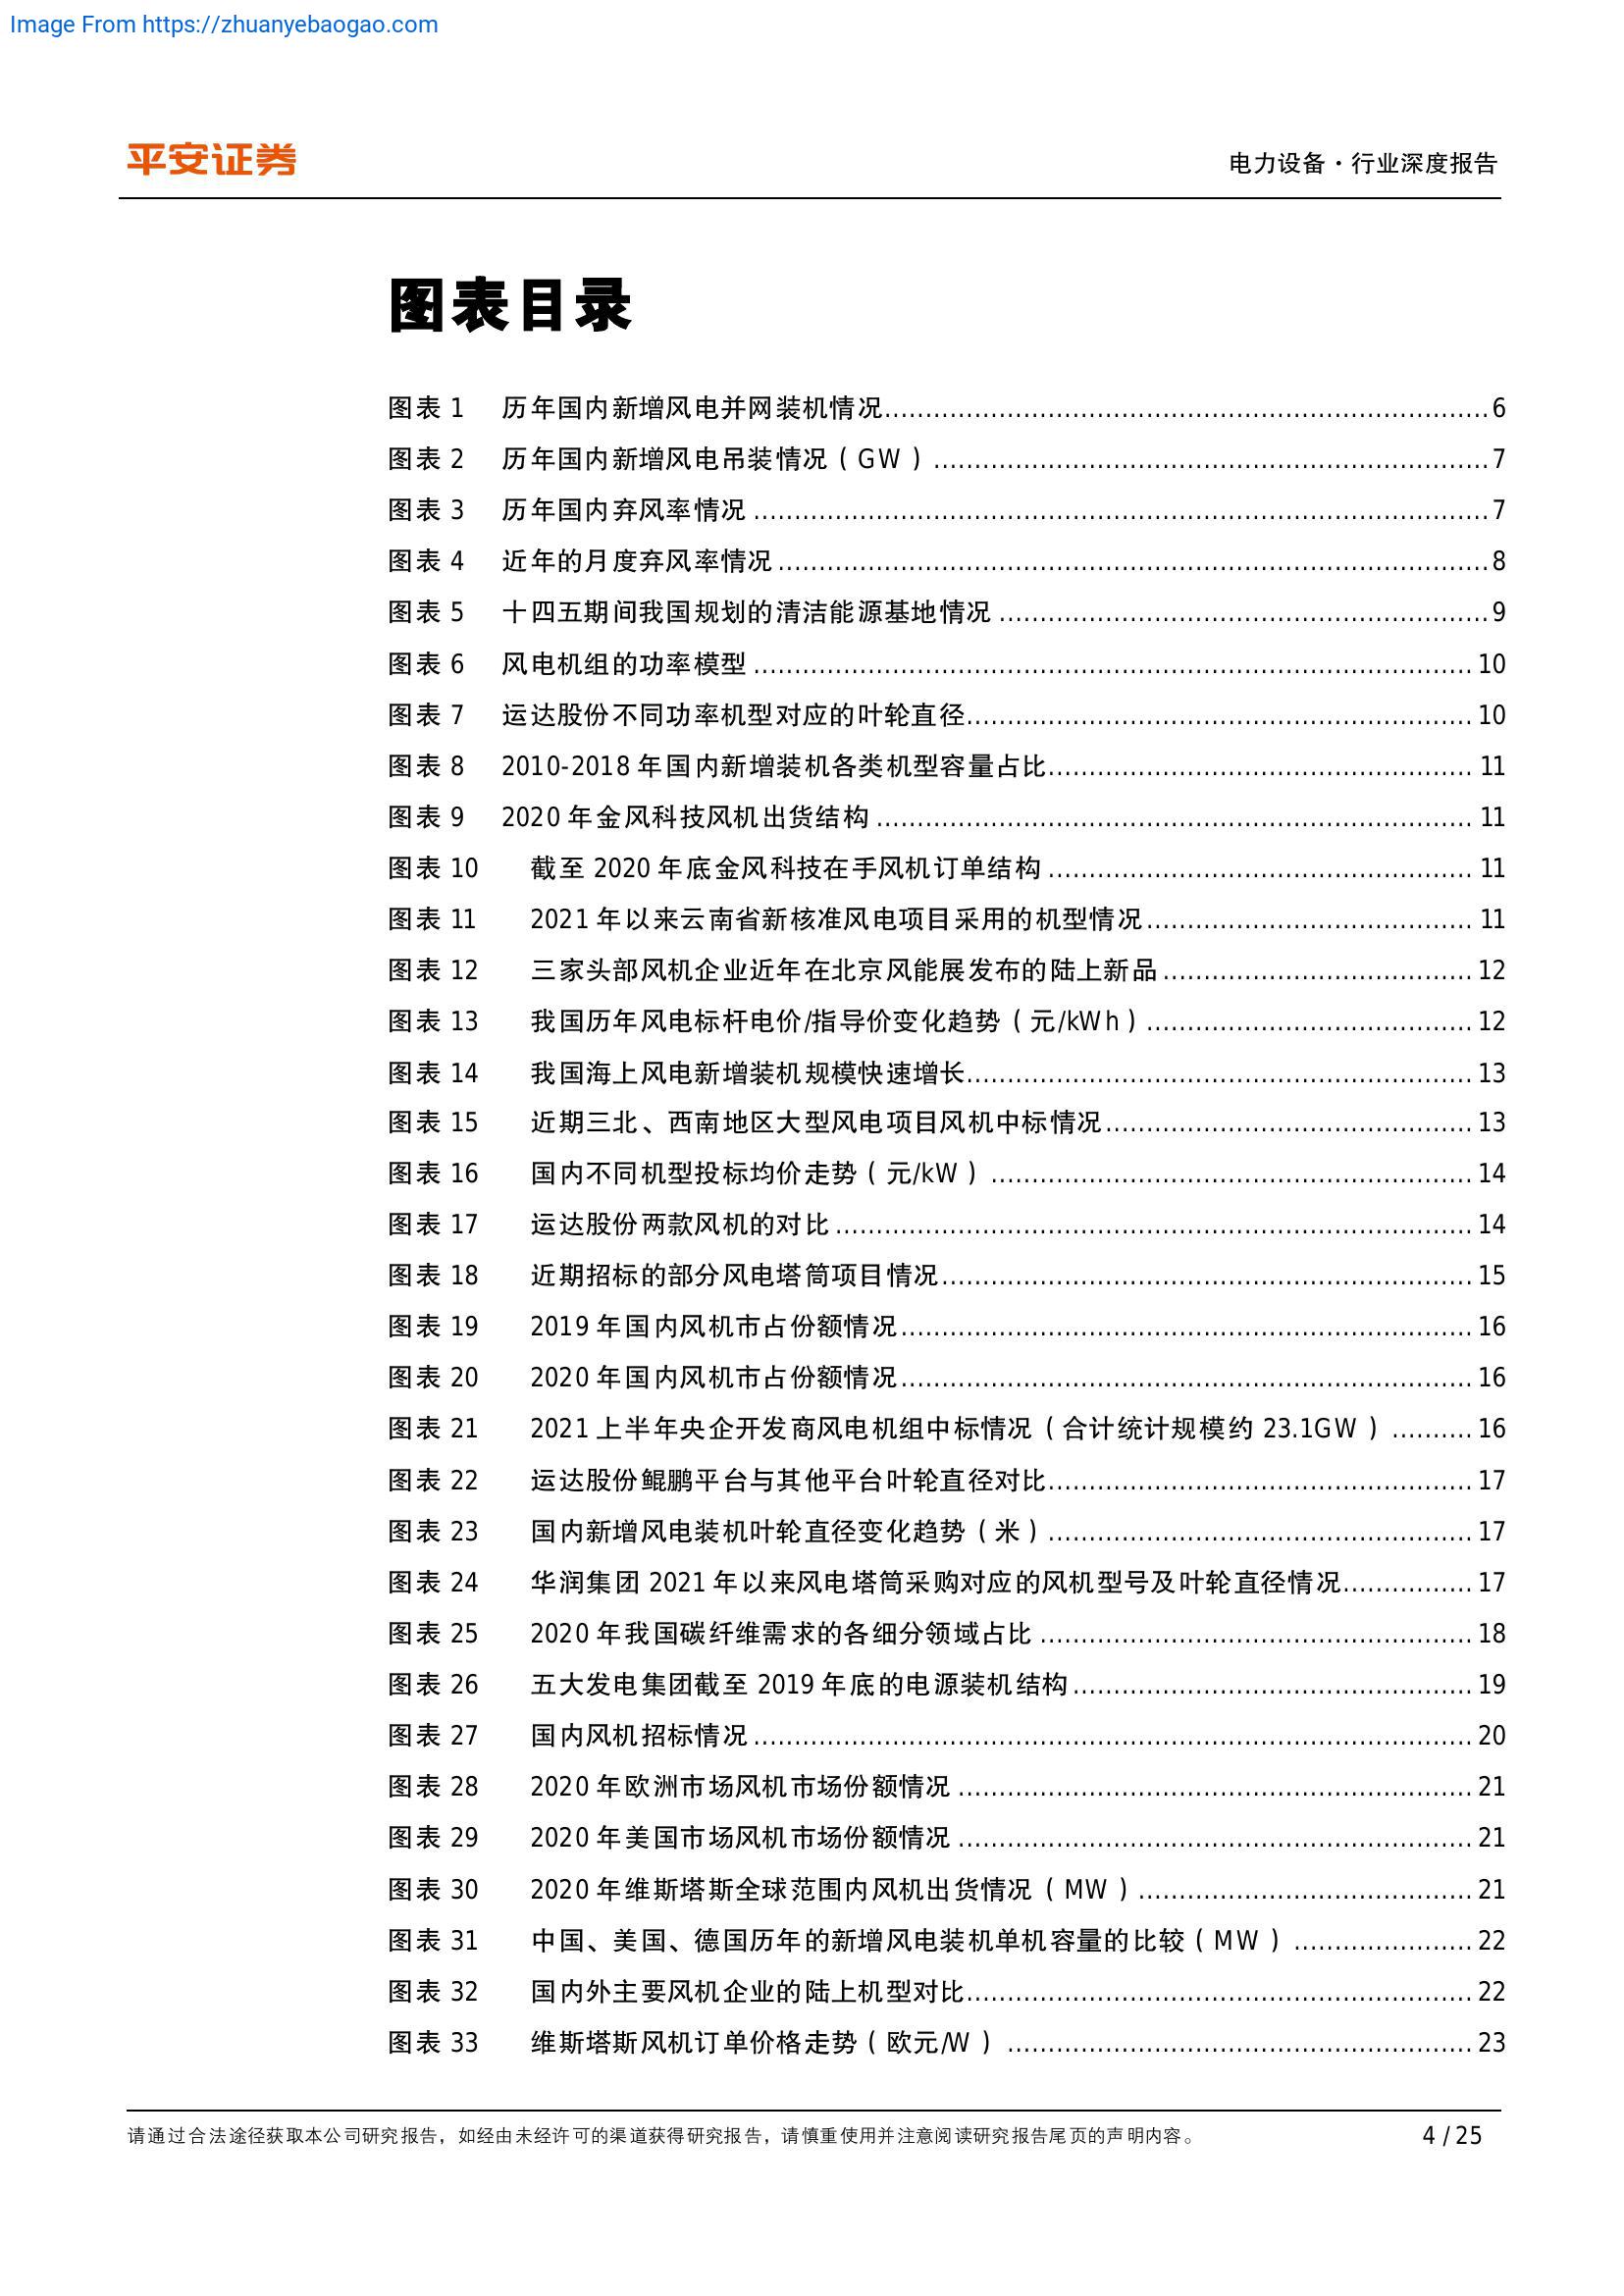 Image From https://zhuanyebaogao.com
平安证券
电力设备·行业深度报告
图表目录
图表 1 历年国内新增风电并网装机情况........................................................................6
图表 2 历年国内新增风电吊装情况（GW）..................................................................7
图表 3 历年国内弃风率情况........................................................................................7
图表 4 近年的月度弃风率情况.....................................................................................8
图表 5 十四五期间我国规划的清洁能源基地情况..........................................................9
图表 6 风电机组的功率模型......................................................................................10
图表 7 运达股份不同功率机型对应的叶轮直径............................................................10
图表 8 2010-2018 年国内新增装机各类机型容量占比..................................................11
图表 9 2020 年金风科技风机出货结构.......................................................................11
图表 10 截至 2020 年底金风科技在手风机订单结构...................................................11
图表 11 2021 年以来云南省新核准风电项目采用的机型情况.......................................11
图表 12 三家头部风机企业近年在北京风能展发布的陆上新品.....................................12
图表 13 我国历年风电标杆电价/指导价变化趋势（元/kWh）.......................................12
图表 14 我国海上风电新增装机规模快速增长............................................................13
图表 15 近期三北、西南地区大型风电项目风机中标情况............................................13
图表 16 国内不同机型投标均价走势（元/kW）..........................................................14
图表 17 运达股份两款风机的对比.............................................................................14
图表 18 近期招标的部分风电塔筒项目情况................................................................15
图表 19 2019 年国内风机市占份额情况.....................................................................16
图表 20 2020 年国内风机市占份额情况.....................................................................16
图表 21 2021 上半年央企开发商风电机组中标情况（合计统计规模约 23.1GW）..........16
图表 22 运达股份鲲鹏平台与其他平台叶轮直径对比...................................................17
图表 23 国内新增风电装机叶轮直径变化趋势（米）...................................................17
图表 24 华润集团 2021 年以来风电塔筒采购对应的风机型号及叶轮直径情况................17
图表 25 2020 年我国碳纤维需求的各细分领域占比....................................................18
图表 26 五大发电集团截至 2019 年底的电源装机结构................................................19
图表 27 国内风机招标情况.......................................................................................20
图表 28 2020 年欧洲市场风机市场份额情况..............................................................21
图表 29 2020 年美国市场风机市场份额情况..............................................................21
图表 30 2020 年维斯塔斯全球范围内风机出货情况（MW）........................................21
图表 31 中国、美国、德国历年的新增风电装机单机容量的比较（MW）......................22
图表 32 国内外主要风机企业的陆上机型对比.............................................................22
图表 33 维斯塔斯风机订单价格走势（欧元/W）........................................................23
请通过合法途径获取本公司研究报告，如经由未经许可的渠道获得研究报告，请慎重使用并注意阅读研究报告尾页的声明内容。
4 / 25